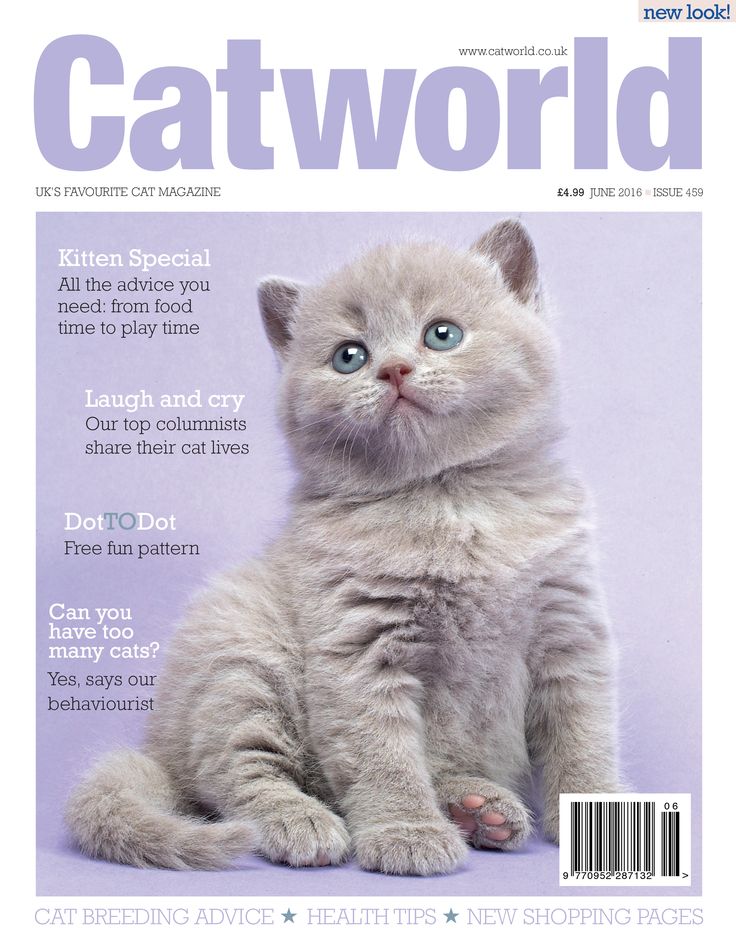 new look!
www.catworld.co.uk
Catworld
UK'S FAVOURITE CAT MAGAZINE
£4.99 JUNE 2016 ■ ISSUE 459
Kitten Special
All the advice you
need: from food
time to play time
Laugh and cry
Our top columnists
share their cat lives
DotTODot
Free fun pattern
Can you
have too
many cats?
Yes, says our
behaviourist
06
9 770952 287132 >
CAT BREEDING ADVICE ★ HEALTH TIPS ★ NEW SHOPPING PAGES